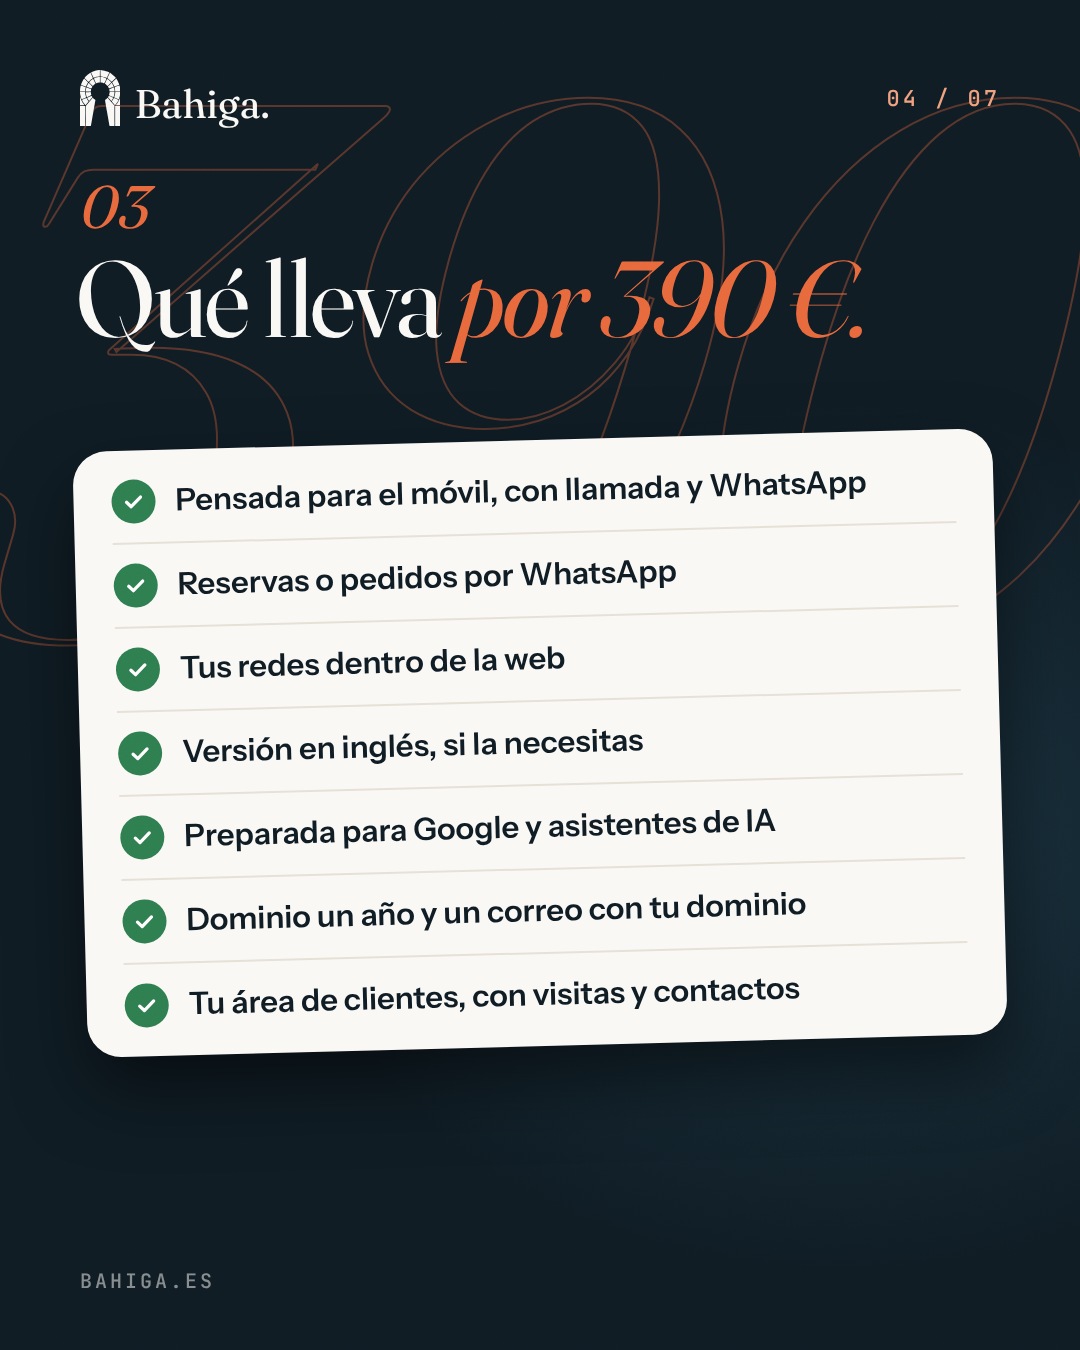 Bahiga.
04 / 07
03
Qué lleva por 390 €.
Pensada para el móvil, con llamada y WhatsApp
Reservas o pedidos por WhatsApp
Tus redes dentro de la web
Versión en inglés, si la necesitas
Preparada para Google y asistentes de IA
Dominio un año y un correo con tu dominio
Tu área de clientes, con visitas y contactos
BAHIGA.ES
390